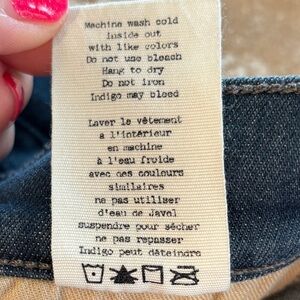 Machine wash cold
inside out
with like colors
Do not use bleach
Hang to dry
Do not iron
Indigo may bleed
Laver le vêtement
a l'intérieur
en machine
à l'eau froide
avec des couleurs
similaires
ne pas utiliser
d'eau de Javel
suspendre pour sécher
ne pas repasser
Indigo peut déteindre